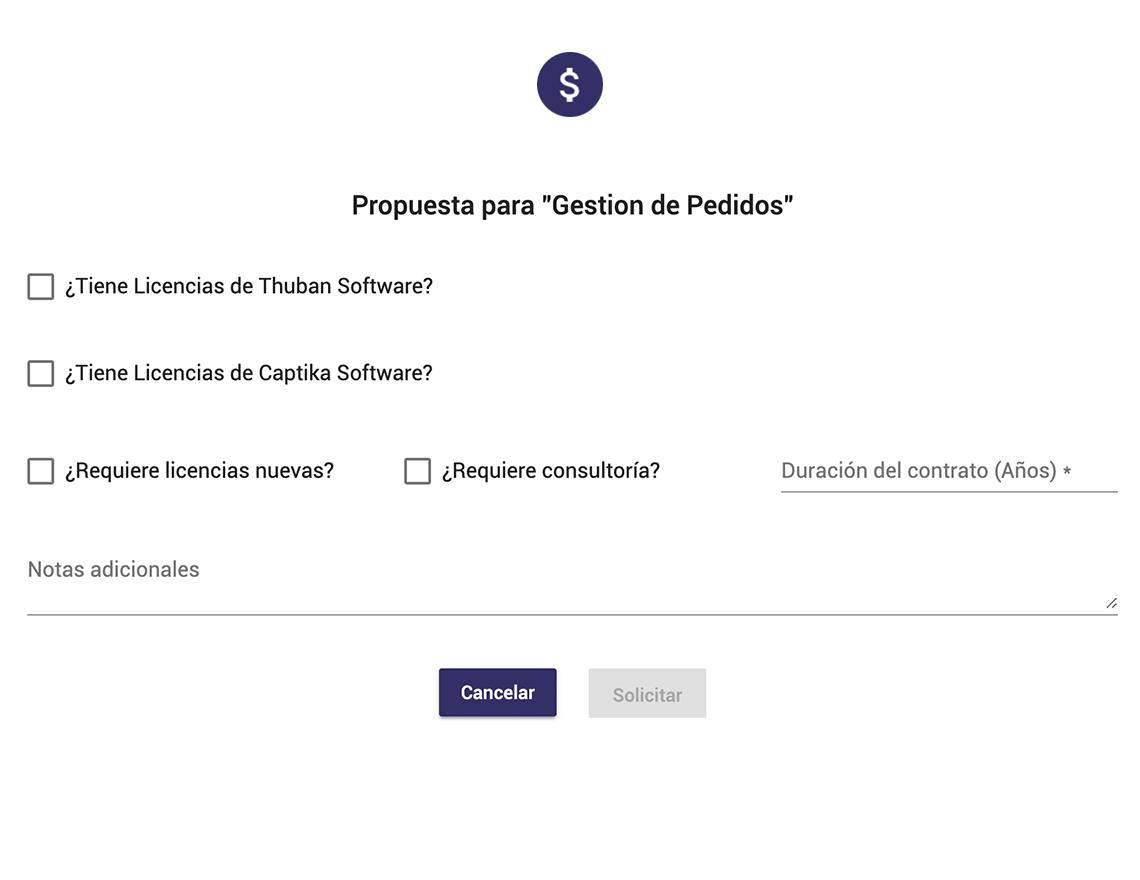 $
Propuesta para "Gestion de Pedidos"
¿Tiene Licencias de Thuban Software?
¿Tiene Licencias de Captika Software?
¿Requiere licencias nuevas? ¿Requiere consultoría? Duración del contrato (Años) *
Notas adicionales
Cancelar Solicitar